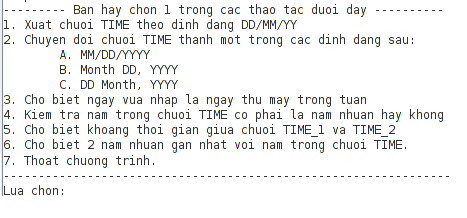 --------- Ban hay chon 1 trong cac thao tac duoi day ----------
1. Xuat chuoi TIME theo dinh dang DD/MM/YY
2. Chuyen doi chuoi TIME thanh mot trong cac dinh dang sau:
A. MM/DD/YYYY
B. Month DD, YYYY
C. DD Month, YYYY
3. Cho biet ngay vua nhap la ngay thu may trong tuan
4. Kiem tra nam trong chuoi TIME co phai la nam nhuan hay khong
5. Cho biet khoang thoi gian giua chuoi TIME_1 va TIME_2
6. Cho biet 2 nam nhuan gan nhat voi nam trong chuoi TIME.
7. Thoat chuong trinh.
---------------------------------------------------------------
Lua chon: